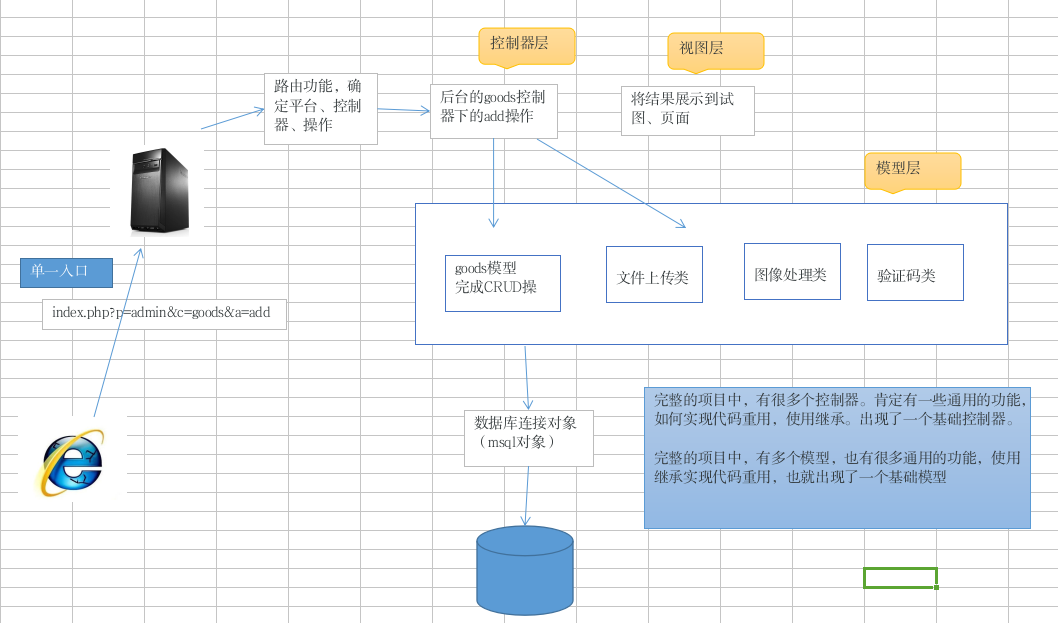 控制器层
视图层
路由功能，确
定平台、控制
器、操作
后台的goods控制
器下的add操作
将结果展示到试
图、页面
模型层
单一入口
index.php?p=admin&c=goods&a=add
goods模型
完成CRUD操
文件上传类
图像处理类
验证码类
数据库连接对象
（msql对象）
完整的项目中，有很多个控制器。肯定有一些通用的功能，
如何实现代码重用，使用继承。出现了一个基础控制器。
完整的项目中，有多个模型，也有很多通用的功能，使用
继承实现代码重用，也就出现了一个基础模型